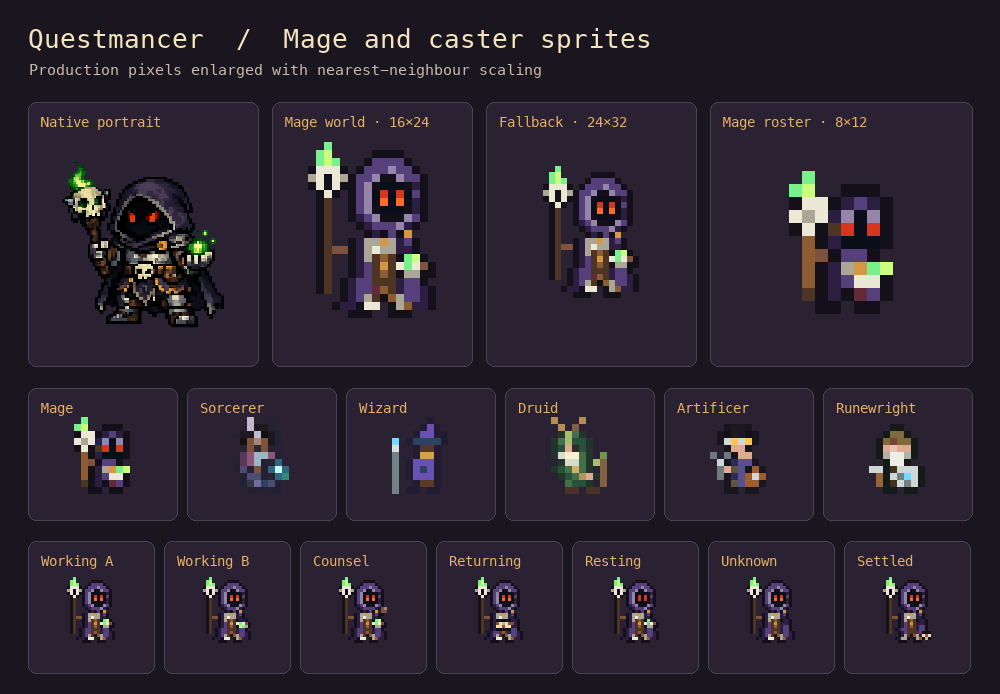 Questmancer / Mage and caster sprites
Production pixels enlarged with nearest–neighbour scaling
Native portrait
Mage world · 16×24
Fallback · 24×32
Mage roster · 8×12
Mage
Sorcerer
Wizard
Druid
Artificer
Runewright
Working A
Working B
Counsel
Returning
Resting
Unknown
Settled